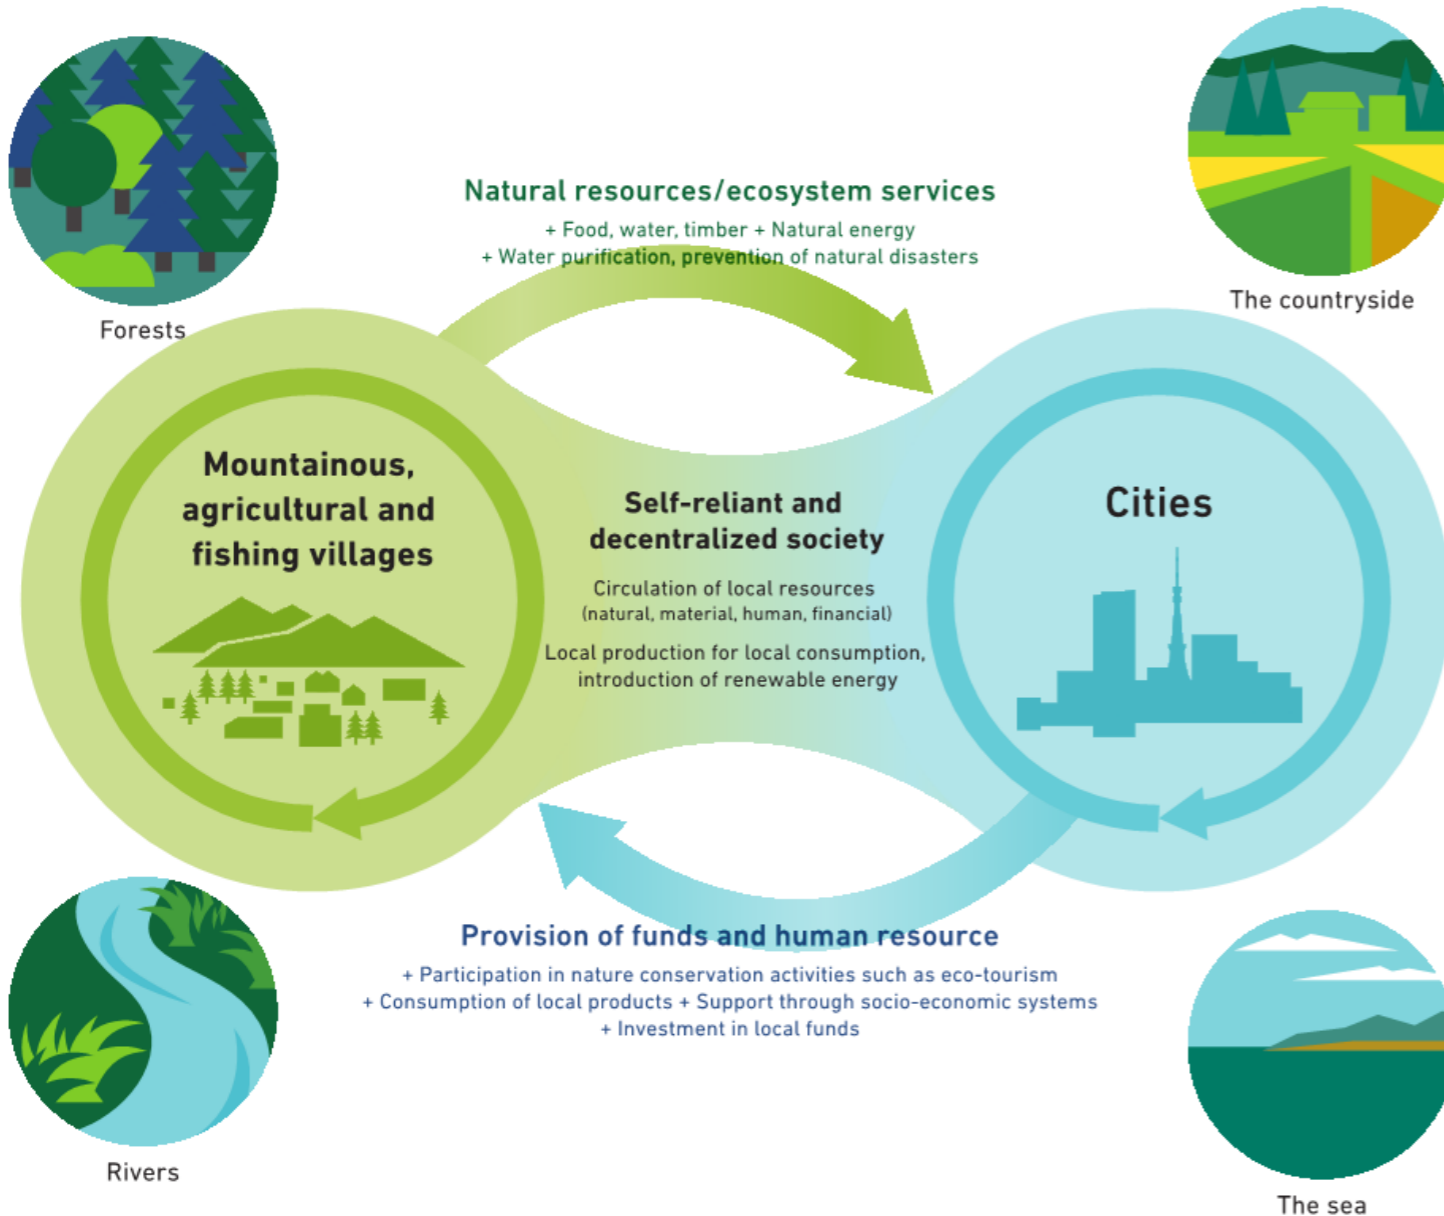 Natural resources/ecosystem services
+ Food, water, timber + Natural energy
+ Water purification, prevention of natural disasters
The countryside
Forests
Mountainous,
agricultural and
fishing villages
Self-reliant and
decentralized society
Circulation of local resources
(natural, material, human, financial)
Local production for local consumption,
introduction of renewable energy
Cities
Provision of funds and human resource
+ Participation in nature conservation activities such as eco-tourism
+ Consumption of local products + Support through socio-economic systems
+ Investment in local funds
Rivers
The sea